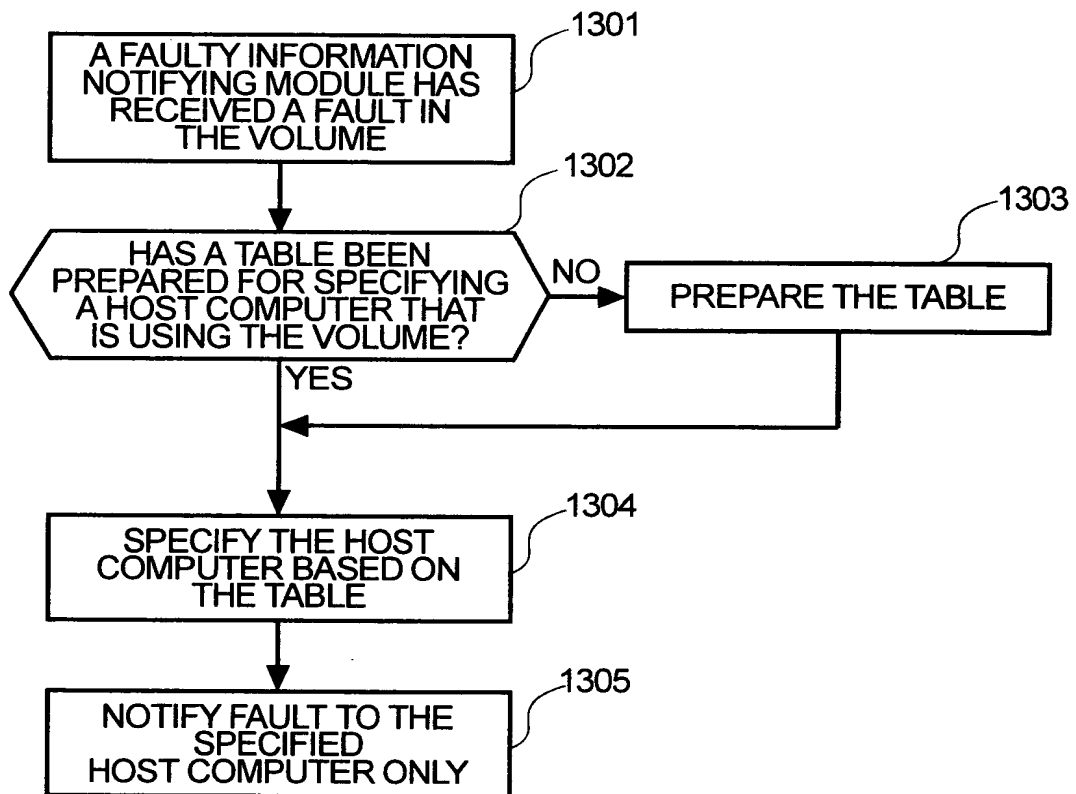 1301
A FAULTY INFORMATION
NOTIFYING MODULE HAS
RECEIVED A FAULT IN
THE VOLUME
1302
HAS A TABLE BEEN
PREPARED FOR SPECIFYING
A HOST COMPUTER THAT
IS USING THE VOLUME?
NO
1303
PREPARE THE TABLE
YES
1304
SPECIFY THE HOST
COMPUTER BASED ON
THE TABLE
1305
NOTIFY FAULT TO THE
SPECIFIED
HOST COMPUTER ONLY